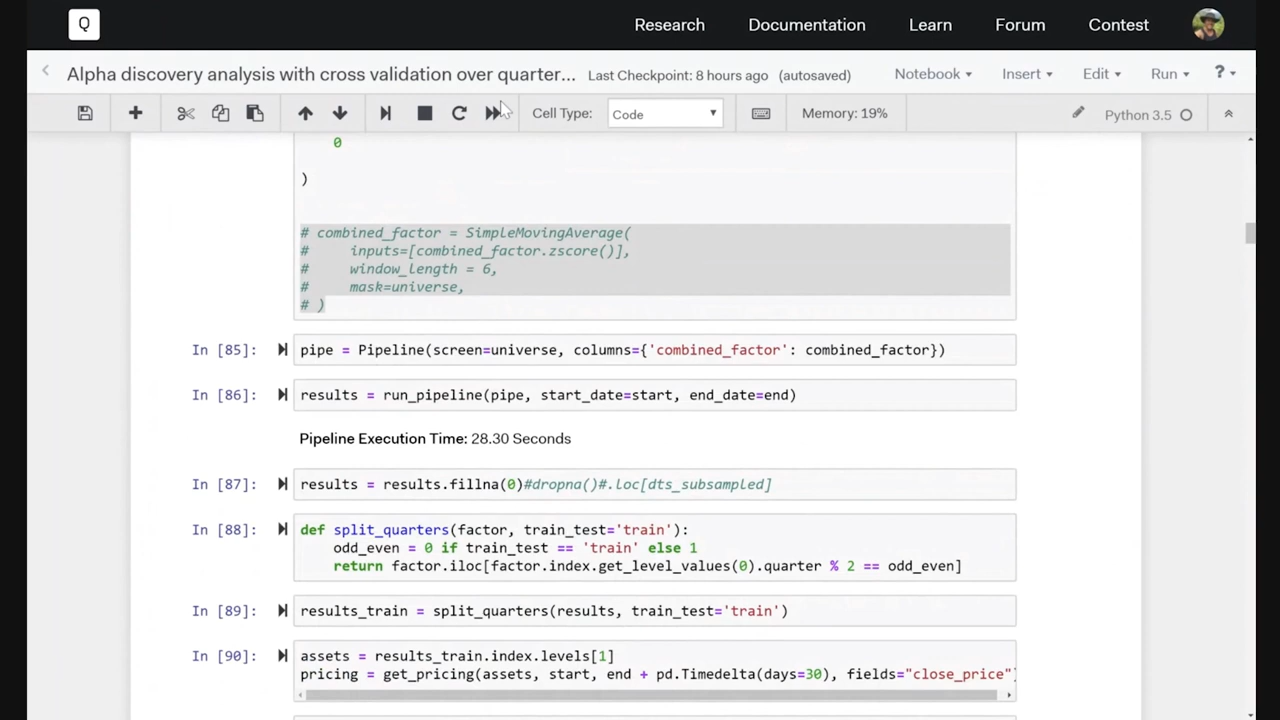 Q
Research
Documentation
Learn
Forum
Contest
Alpha discovery analysis with cross validation over quarter...
Last Checkpoint: 8 hours ago (autosaved)
Notebook
Insert
Edit
Run
?
Cell Type:
Code
Memory: 19%
Python 3.5
0
)
# combined_factor = SimpleMovingAverage(
#     inputs=[combined_factor.zscore()],
#     window_length = 6,
#     mask=universe,
# )
In [85]:
pipe = Pipeline(screen=universe, columns={'combined_factor': combined_factor})
In [86]:
results = run_pipeline(pipe, start_date=start, end_date=end)
Pipeline Execution Time: 28.30 Seconds
In [87]:
results = results.fillna(0)#dropna()#.loc[dts_subsampled]
In [88]:
def split_quarters(factor, train_test='train'):
    odd_even = 0 if train_test == 'train' else 1
    return factor.iloc[factor.index.get_level_values(0).quarter % 2 == odd_even]
In [89]:
results_train = split_quarters(results, train_test='train')
In [90]:
assets = results_train.index.levels[1]
pricing = get_pricing(assets, start, end + pd.Timedelta(days=30), fields="close_price"